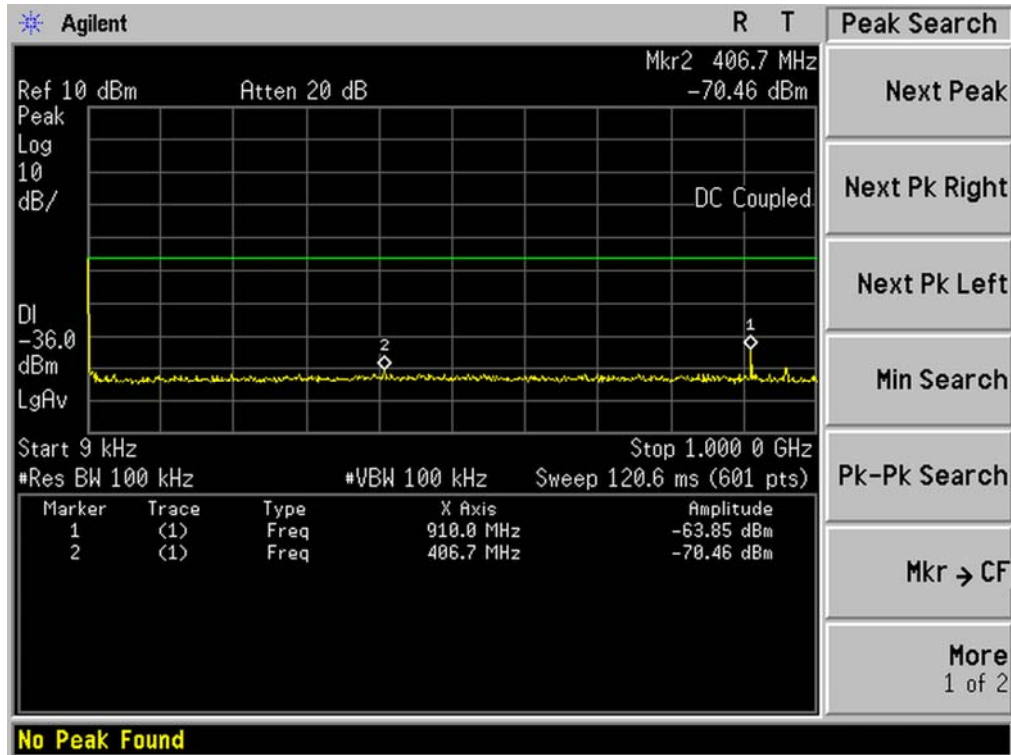 Agilent R T Peak Search
Mkr2 406.7 MHz
Ref 10 dBm Atten 20 dB -70.46 dBm
Peak
Log
10
dB/
DC Coupled
DI
-36.0
dBm
LgAv
1
2
Start 9 kHz Stop 1.000 0 GHz
#Res BW 100 kHz #VBW 100 kHz Sweep 120.6 ms (601 pts)
Marker Trace Type X Axis Amplitude
1 (1) Freq 910.0 MHz -63.85 dBm
2 (1) Freq 406.7 MHz -70.46 dBm
Next Peak
Next Pk Right
Next Pk Left
Min Search
Pk-Pk Search
Mkr → CF
More
1 of 2
No Peak Found